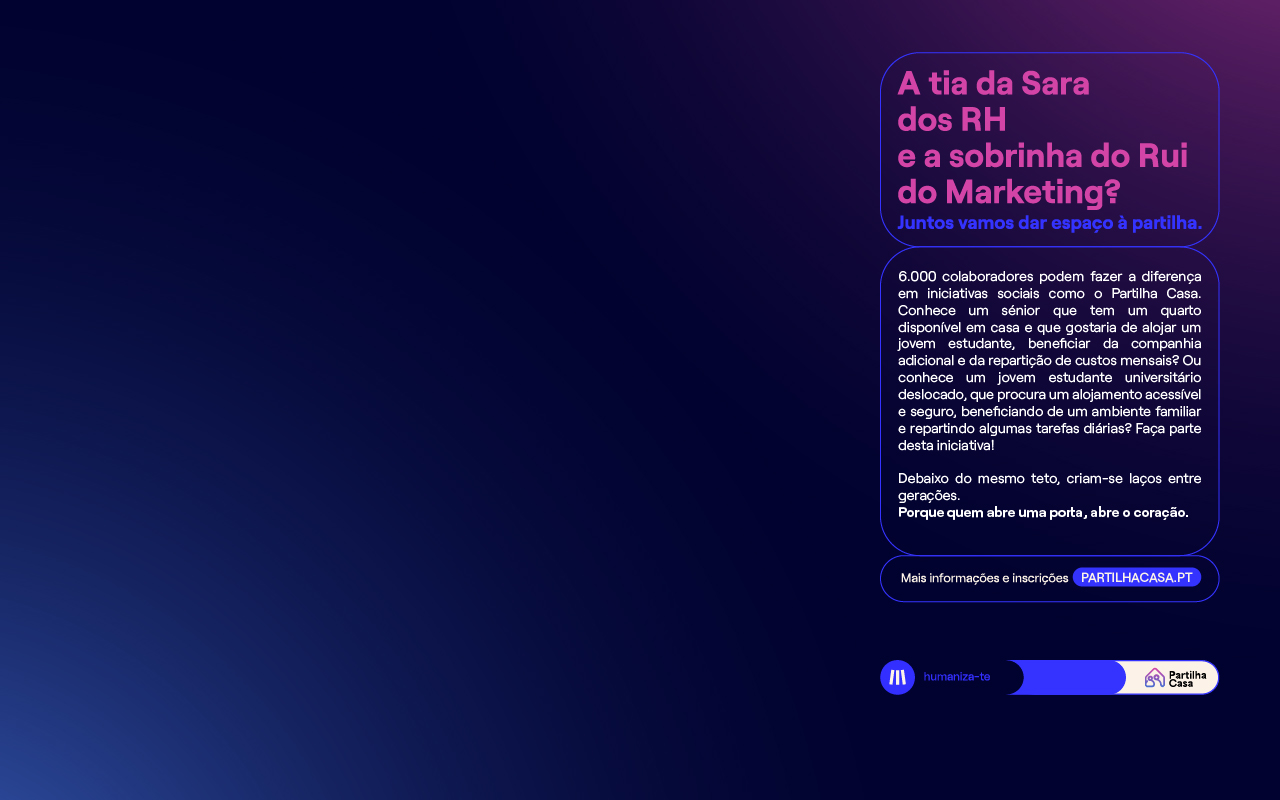 A tia da Sara
dos RH
e a sobrinha do Rui
do Marketing?
Juntos vamos dar espaço à partilha.
6.000 colaboradores podem fazer a diferença
em iniciativas sociais como o Partilha Casa.
Conhece um sénior que tem um quarto
disponível em casa e que gostaria de alojar um
jovem estudante, beneficiar da companhia
adicional e da repartição de custos mensais? Ou
conhece um jovem estudante universitário
deslocado, que procura um alojamento acessível
e seguro, beneficiando de um ambiente familiar
e repartindo algumas tarefas diárias? Faça parte
desta iniciativa!
Debaixo do mesmo teto, criam-se laços entre
gerações.
Porque quem abre uma porta, abre o coração.
Mais informações e inscrições PARTILHACASA.PT
humaniza-te
Partilha
Casa